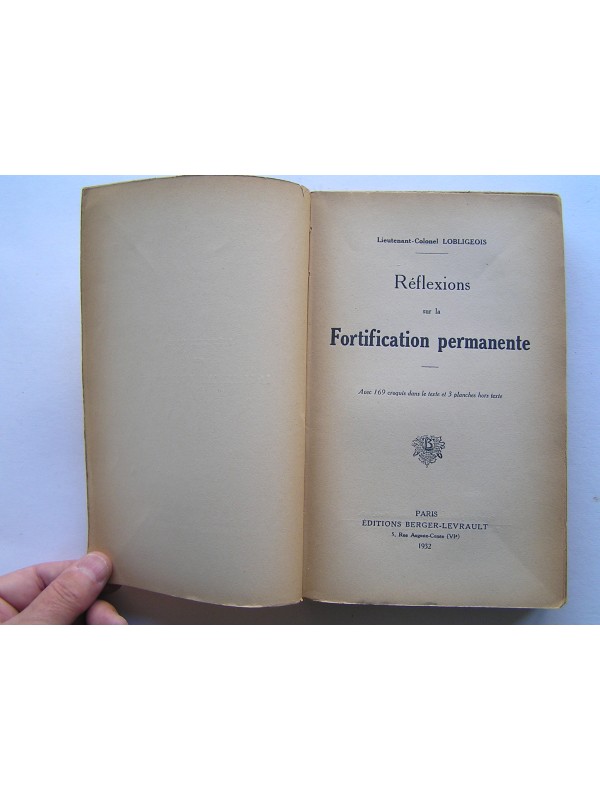 Lieutenant-Colonel LOBLIGEOIS
Réflexions
sur la
Fortification permanente
Avec 169 croquis dans le texte et 3 planches hors texte
PARIS
EDITIONS BERGER-LEVRAULT
5, Rue Auguste-Comte (VIᵉ)
1932